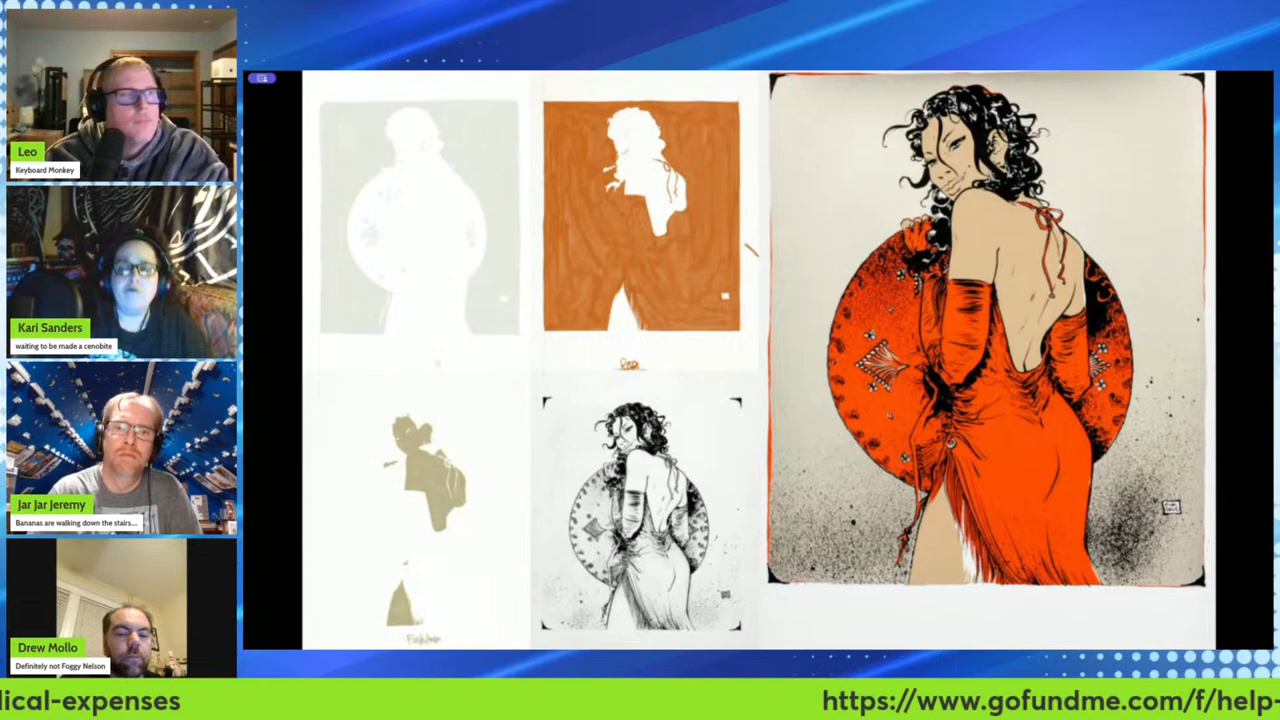 Leo
Keyboard Monkey
Kari Sanders
waiting to be made a cenobite
Jar Jar Jeremy
Bananas are walking down the stairs...
Drew Mollo
Definitely not Foggy Nelson
lical-expenses
https://www.gofundme.com/f/help-